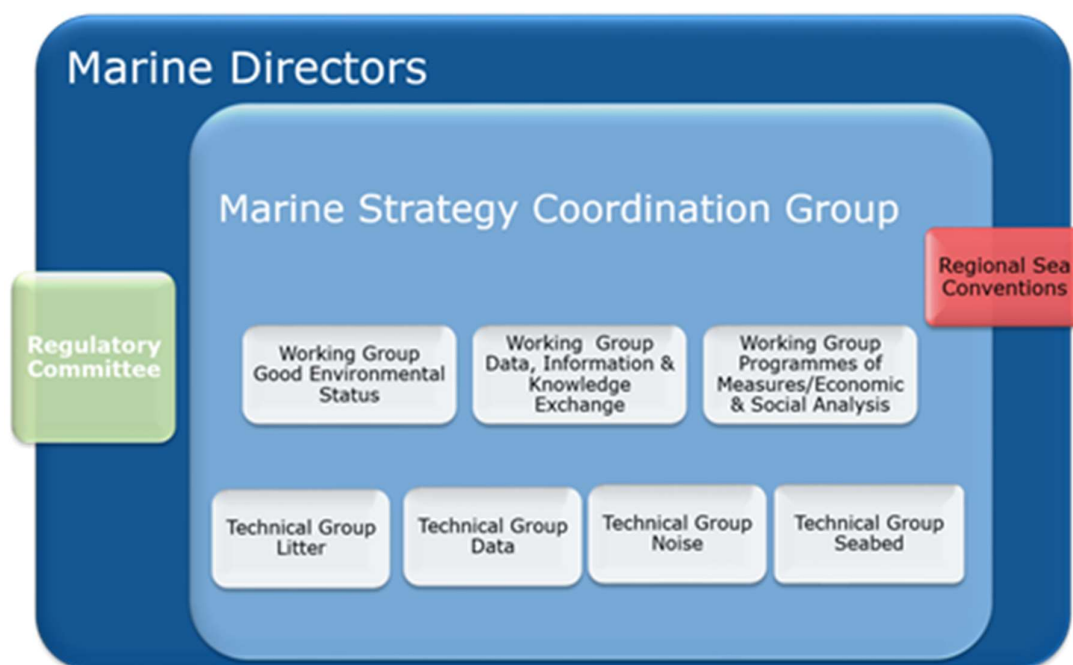 Marine Directors
Marine Strategy Coordination Group
Regional Sea
Conventions
Regulatory
Committee
Working Group
Good Environmental
Status
Working Group
Data, Information &
Knowledge
Exchange
Working Group
Programmes of
Measures/Economic
& Social Analysis
Technical Group
Litter
Technical Group
Data
Technical Group
Noise
Technical Group
Seabed